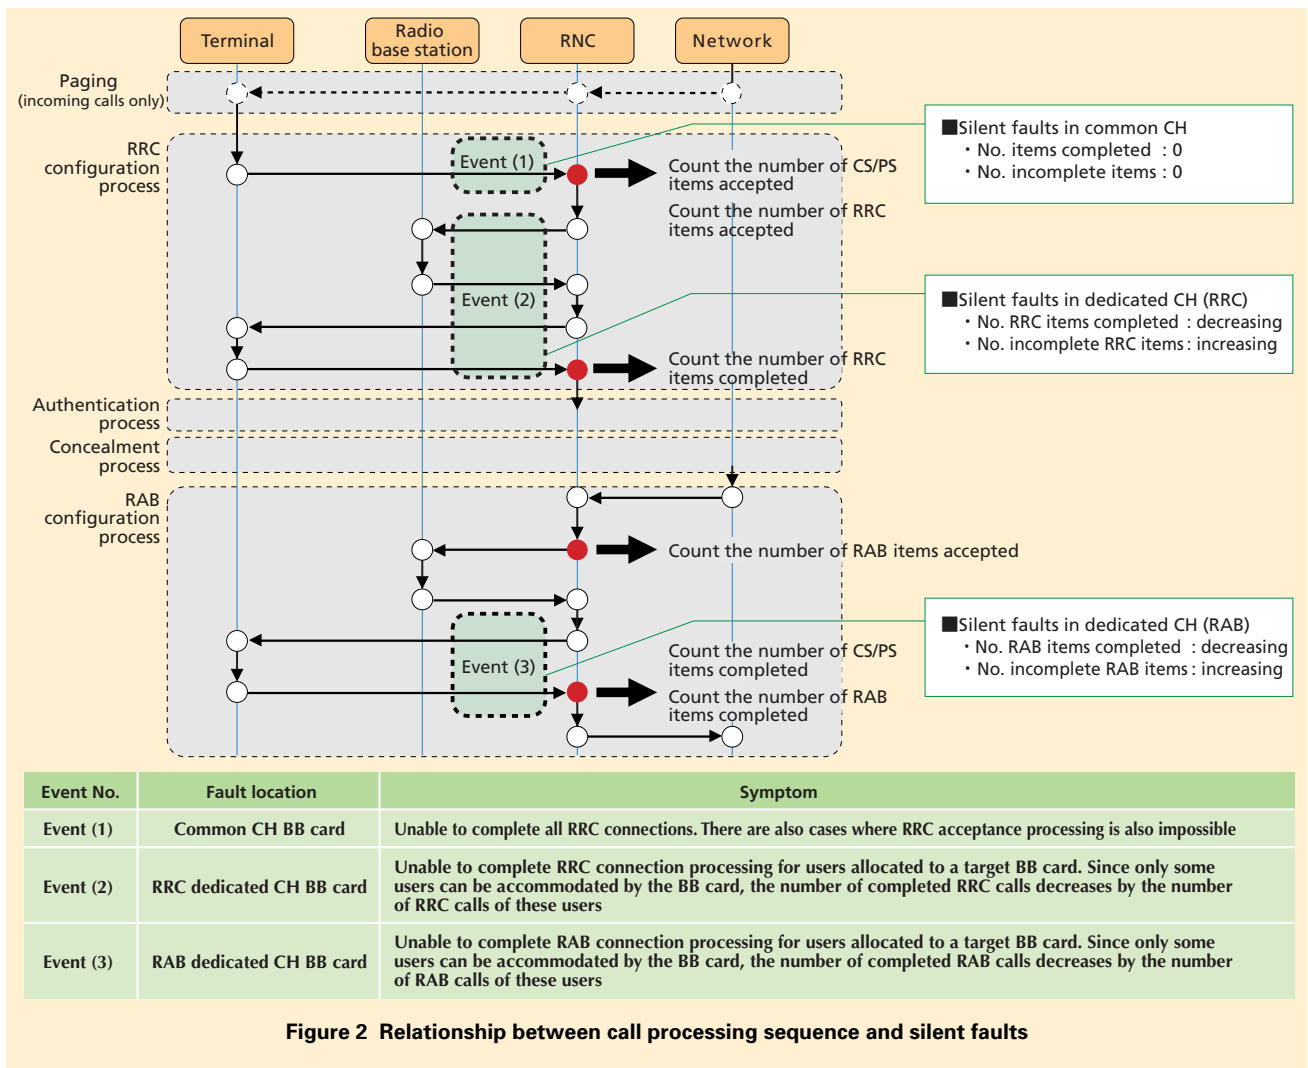 Terminal
Radio
base station
RNC
Network
Paging
(incoming calls only)
RRC
configuration
process
Event (1)
Count the number of CS/PS
items accepted
Count the number of RRC
items accepted
■Silent faults in common CH
・No. items completed : 0
・No. incomplete items : 0
Event (2)
■Silent faults in dedicated CH (RRC)
・No. RRC items completed : decreasing
・No. incomplete RRC items : increasing
Count the number of RRC
items completed
Authentication
process
Concealment
process
RAB
configuration
process
Count the number of RAB items accepted
Event (3)
■Silent faults in dedicated CH (RAB)
・No. RAB items completed : decreasing
・No. incomplete RAB items : increasing
Count the number of CS/PS
items completed
Count the number of RAB
items completed
Event No. Fault location Symptom
Event (1) Common CH BB card Unable to complete all RRC connections. There are also cases where RRC acceptance processing is also impossible
Event (2) RRC dedicated CH BB card Unable to complete RRC connection processing for users allocated to a target BB card. Since only some
users can be accommodated by the BB card, the number of completed RRC calls decreases by the number
of RRC calls of these users
Event (3) RAB dedicated CH BB card Unable to complete RAB connection processing for users allocated to a target BB card. Since only some
users can be accommodated by the BB card, the number of completed RAB calls decreases by the number
of RAB calls of these users
Figure 2 Relationship between call processing sequence and silent faults